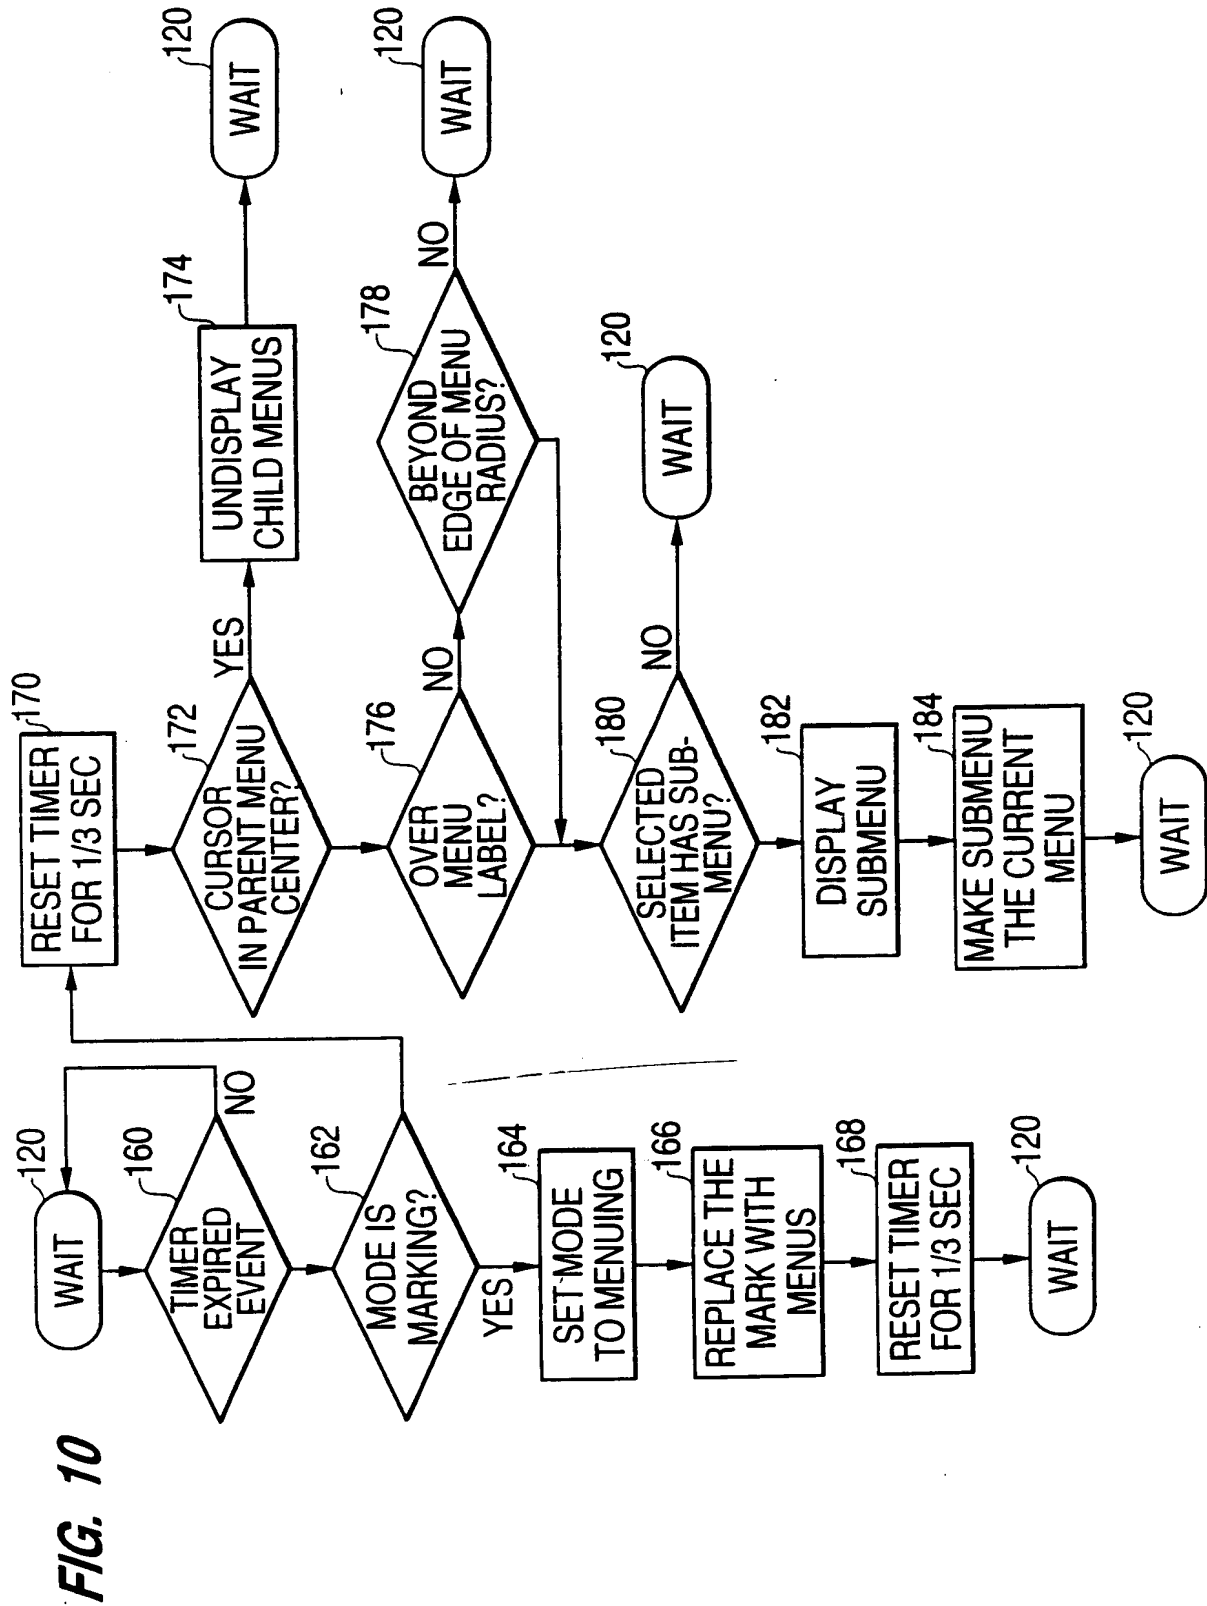 FIG. 10
120
WAIT
160
TIMER
EXPIRED
EVENT
NO
162
MODE IS
MARKING?
YES
164
SET MODE
TO MENUING
166
REPLACE THE
MARK WITH
MENUS
168
RESET TIMER
FOR 1/3 SEC
120
WAIT
170
RESET TIMER
FOR 1/3 SEC
172
CURSOR
IN PARENT MENU
CENTER?
YES
174
UNDISPLAY
CHILD MENUS
120
WAIT
176
OVER
MENU
LABEL?
NO
178
BEYOND
EDGE OF MENU
RADIUS?
NO
120
WAIT
180
SELECTED
ITEM HAS SUB-
MENU?
NO
120
WAIT
182
DISPLAY
SUBMENU
184
MAKE SUBMENU
THE CURRENT
MENU
120
WAIT